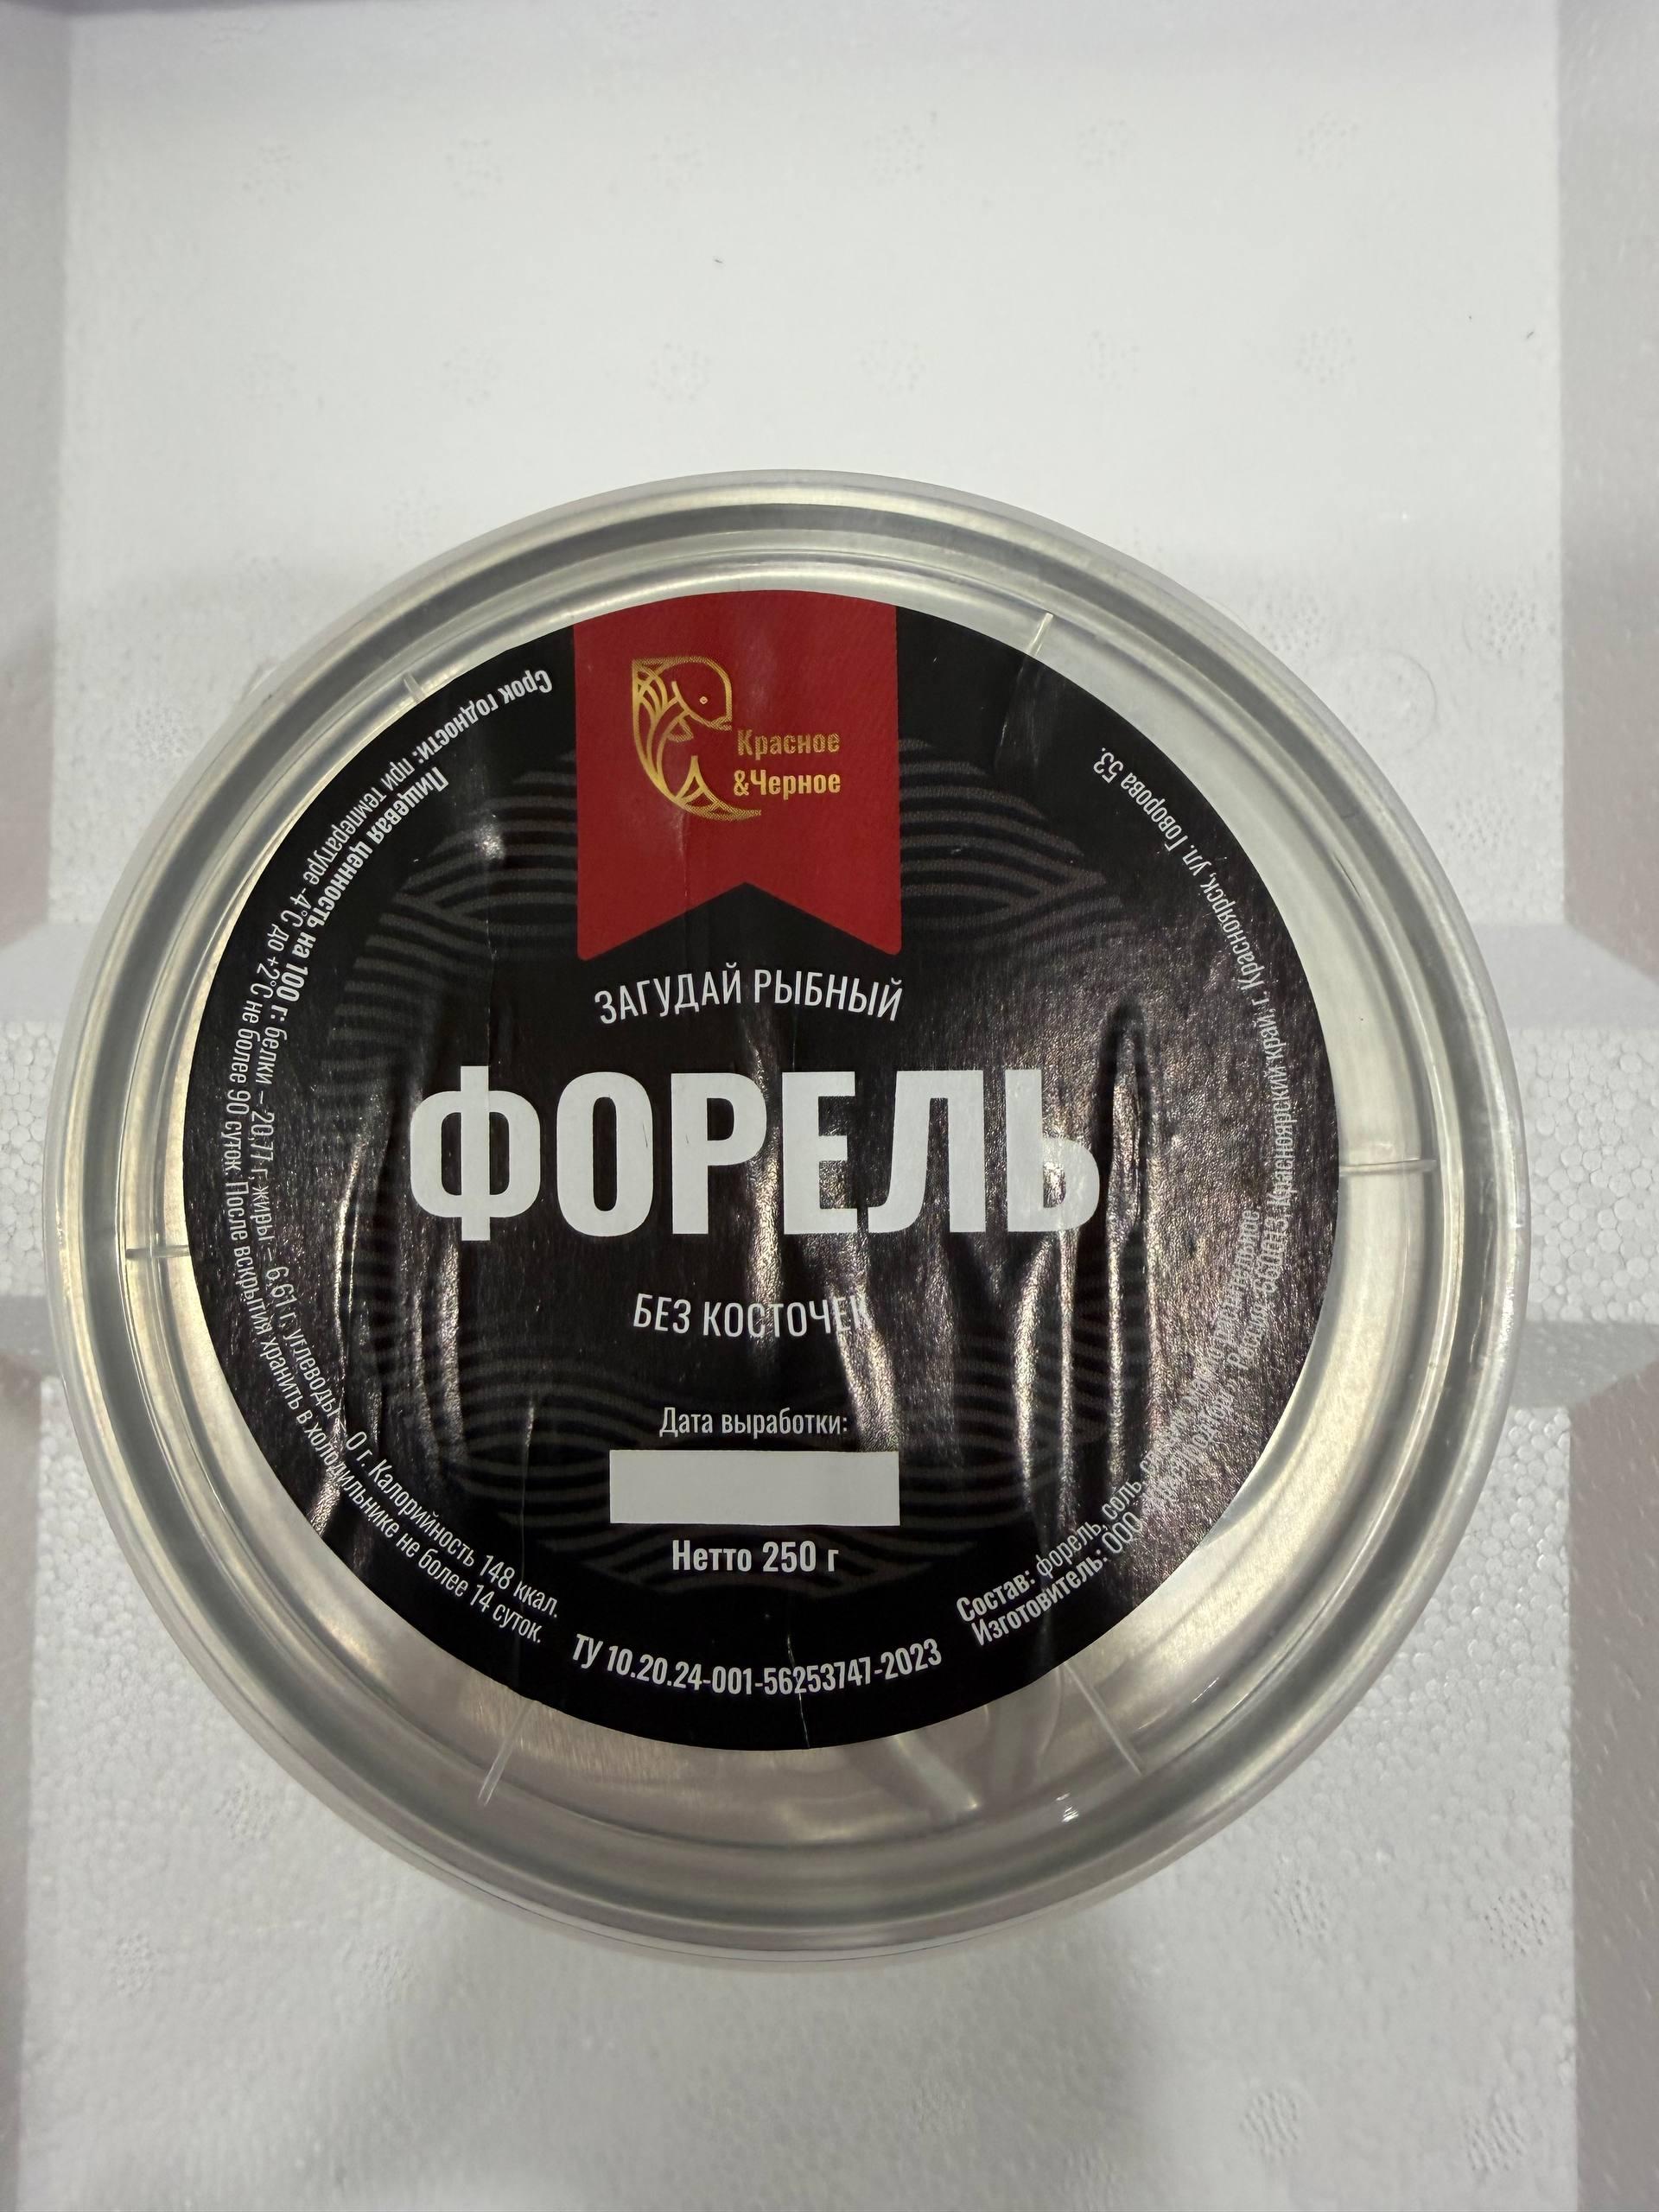 Красное
&Черное
ЗАГУДАЙ РЫБНЫЙ
ФОРЕЛЬ
БЕЗ КОСТОЧЕК
Дата выработки:
Нетто 250 г
Пищевая ценность на 100 г: белки – 20,77 г, жиры – 6,61 г, углеводы – 0 г. Калорийность 148 ккал.
Срок годности: при температуре -4°С до +2°С не более 90 суток. После вскрытия хранить в холодильнике не более 14 суток.
ТУ 10.20.24-001-56253747-2023
Состав: форель, соль,
Изготовитель: ООО Россия, 660013, Красноярский край, г. Красноярск, ул. Говорова 53.